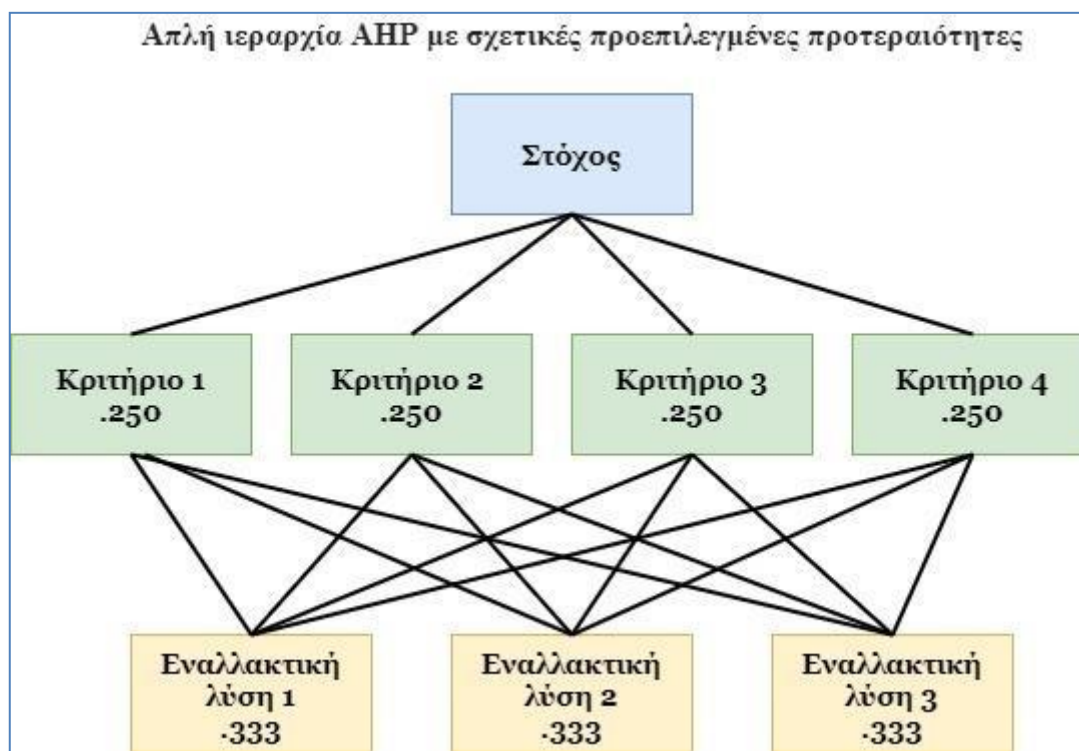 Απλή ιεραρχία AHP με σχετικές προεπιλεγμένες προτεραιότητες
Στόχος
Κριτήριο 1
.250
Κριτήριο 2
.250
Κριτήριο 3
.250
Κριτήριο 4
.250
Εναλλακτική
λύση 1
.333
Εναλλακτική
λύση 2
.333
Εναλλακτική
λύση 3
.333